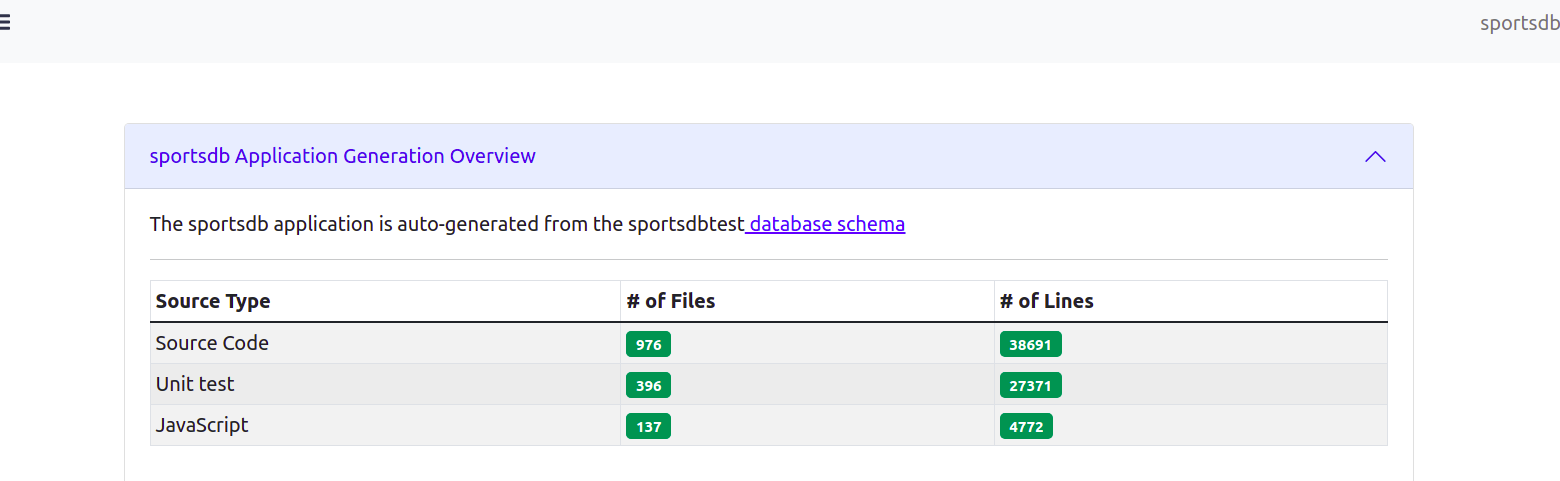 sportsdb
sportsdb Application Generation Overview
The sportsdb application is auto-generated from the sportsdbtest database schema
Source Type # of Files # of Lines
Source Code 976 38691
Unit test 396 27371
JavaScript 137 4772